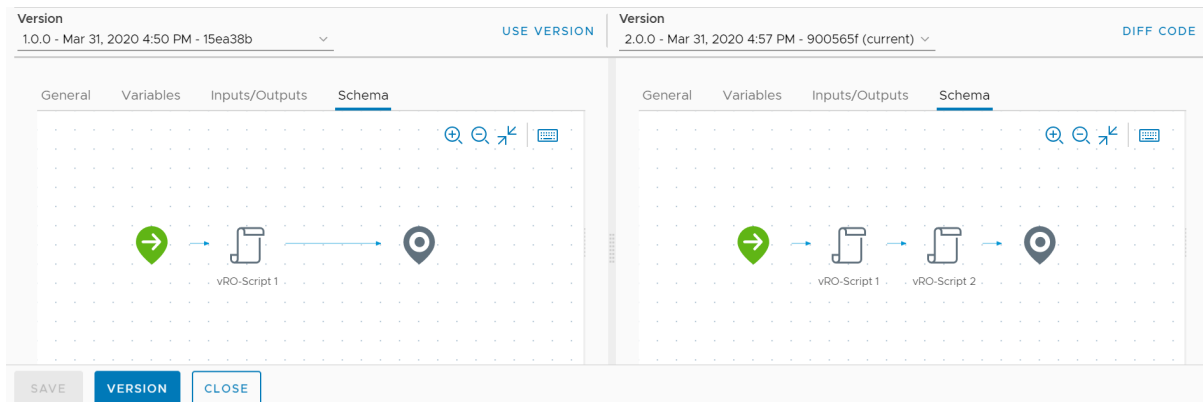 Version
1.0.0 - Mar 31, 2020 4:50 PM - 15ea38b
USE VERSION
Version
2.0.0 - Mar 31, 2020 4:57 PM - 900565f (current)
DIFF CODE
General Variables Inputs/Outputs Schema
vRO-Script 1
General Variables Inputs/Outputs Schema
vRO-Script 1 vRO-Script 2
SAVE VERSION CLOSE